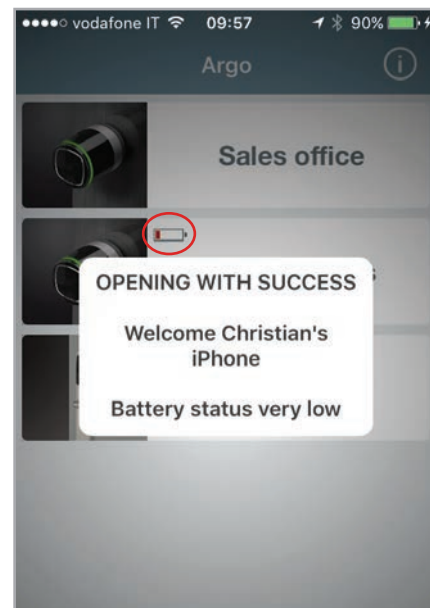 vodafone IT 09:57 90%
Argo i
Sales office
OPENING WITH SUCCESS
Welcome Christian's
iPhone
Battery status very low